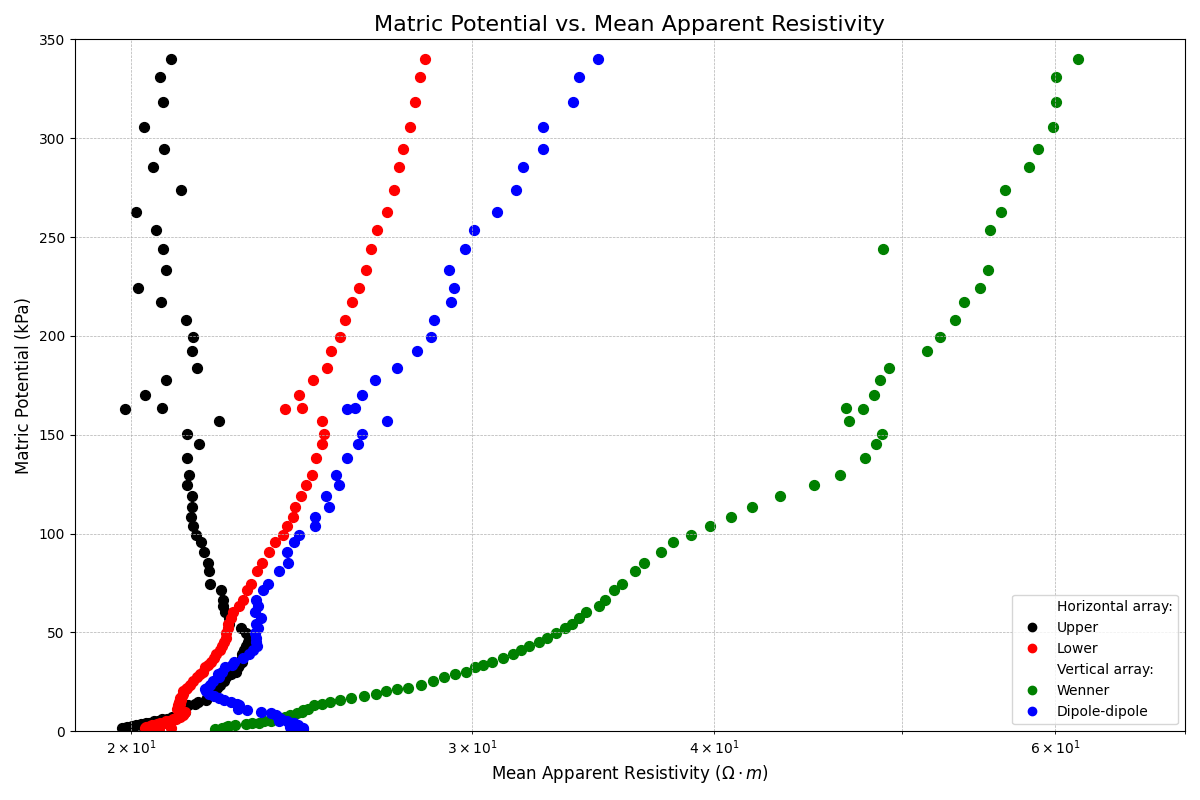 Matric Potential vs. Mean Apparent Resistivity
350
300
250
200
150
100
50
0
Matric Potential (kPa)
2 × 10¹
3 × 10¹
4 × 10¹
6 × 10¹
Mean Apparent Resistivity (Ω · m)
Horizontal array:
Upper
Lower
Vertical array:
Wenner
Dipole-dipole